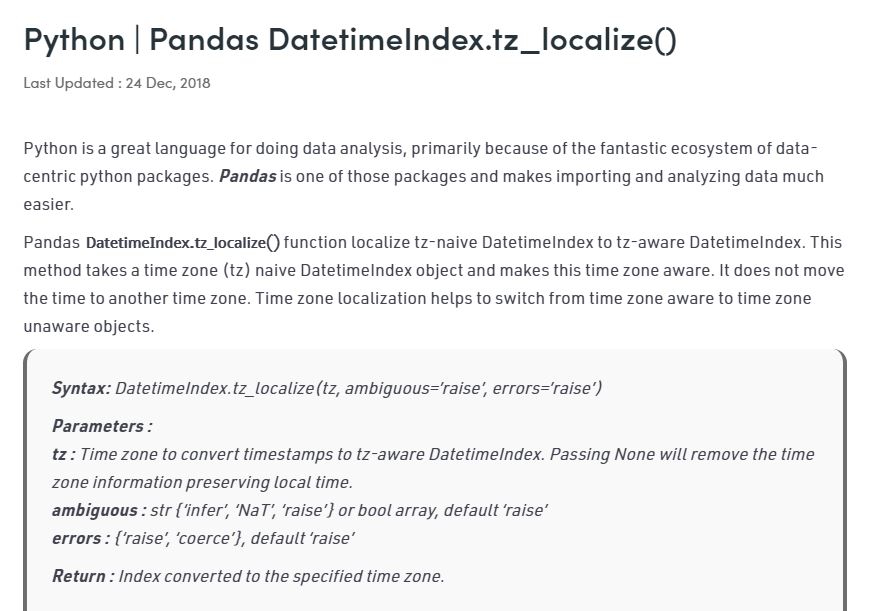 Python | Pandas DatetimeIndex.tz_localize()
Last Updated : 24 Dec, 2018
Python is a great language for doing data analysis, primarily because of the fantastic ecosystem of data-
centric python packages. Pandas is one of those packages and makes importing and analyzing data much
easier.
Pandas DatetimeIndex.tz_localize() function localize tz-naive DatetimeIndex to tz-aware DatetimeIndex. This
method takes a time zone (tz) naive DatetimeIndex object and makes this time zone aware. It does not move
the time to another time zone. Time zone localization helps to switch from time zone aware to time zone
unaware objects.
Syntax: DatetimeIndex.tz_localize(tz, ambiguous=’raise’, errors=’raise’)
Parameters :
tz : Time zone to convert timestamps to tz-aware DatetimeIndex. Passing None will remove the time
zone information preserving local time.
ambiguous : str {‘infer’, ‘NaT’, ‘raise’} or bool array, default ‘raise’
errors : {‘raise’, ‘coerce’}, default ‘raise’
Return : Index converted to the specified time zone.